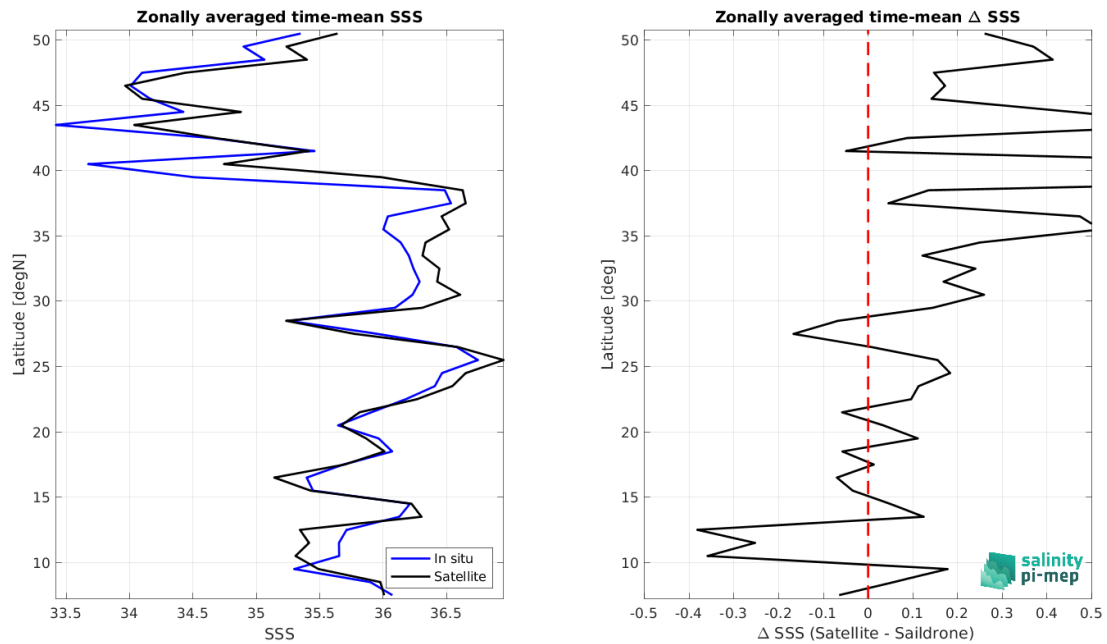 Zonally averaged time-mean SSS
50
45
40
35
30
25
20
15
10
Latitude [degN]
33.5 34 34.5 35 35.5 36 36.5
SSS
In situ
Satellite
Zonally averaged time-mean Δ SSS
50
45
40
35
30
25
20
15
10
Latitude [deg]
-0.5 -0.4 -0.3 -0.2 -0.1 0 0.1 0.2 0.3 0.4 0.5
Δ SSS (Satellite - Saildrone)
salinity
pi-mep